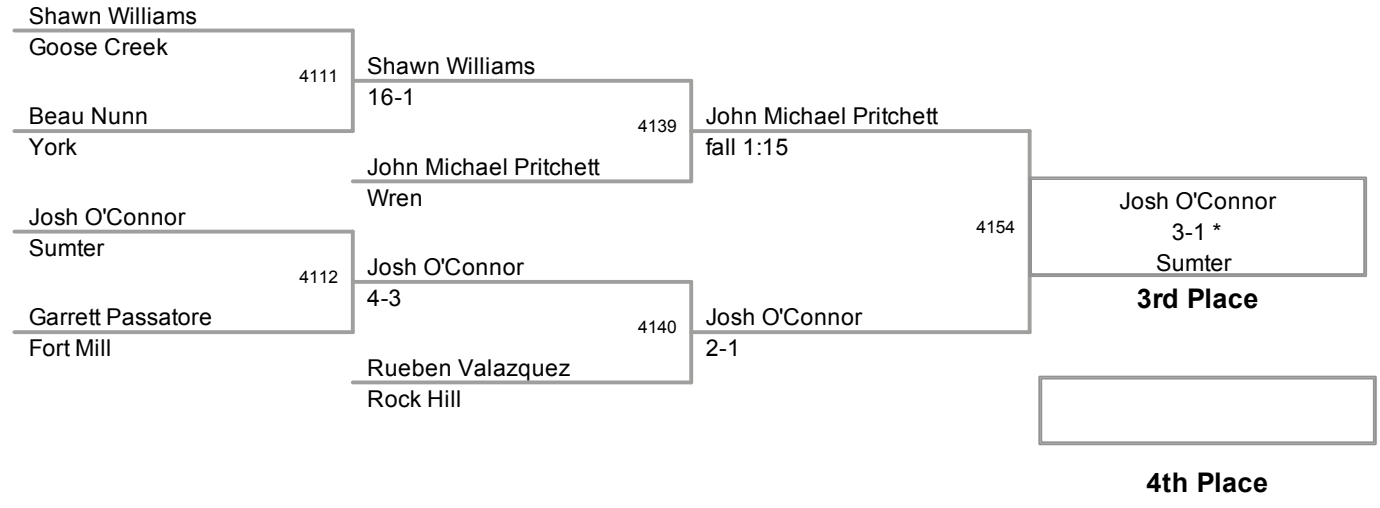 Shawn Williams
Goose Creek
4111
Beau Nunn
York
Josh O'Connor
Sumter
4112
Garrett Passatore
Fort Mill
Shawn Williams
16-1
4139
John Michael Pritchett
Wren
Josh O'Connor
4-3
4140
Rueben Valazquez
Rock Hill
John Michael Pritchett
fall 1:15
4154
Josh O'Connor
2-1
Josh O'Connor
3-1 *
Sumter
3rd Place
4th Place